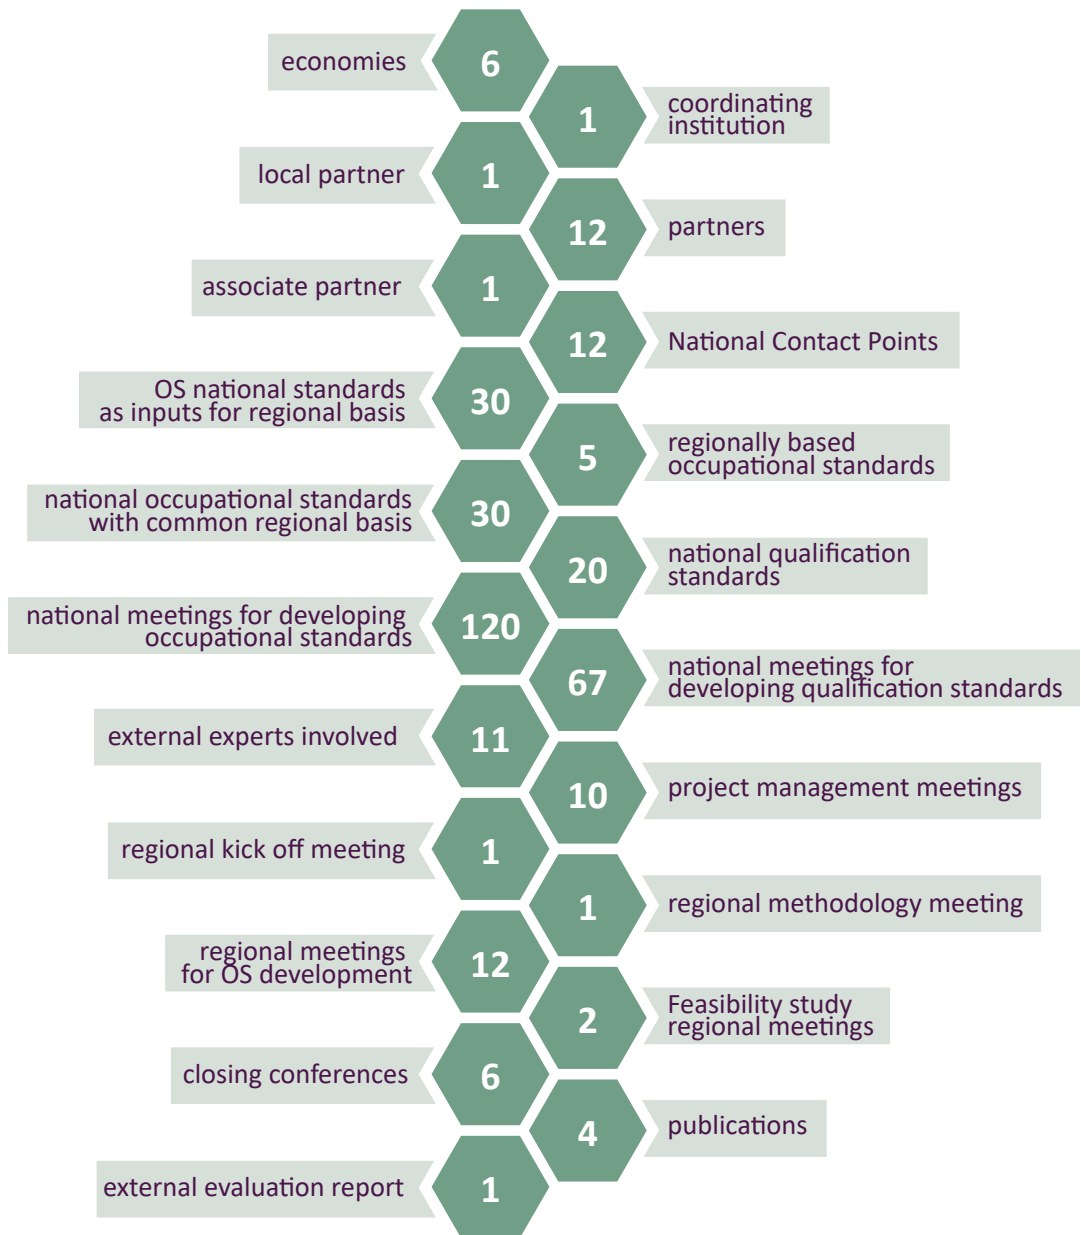 economies
6
1
coordinating
institution
local partner
1
12
partners
associate partner
1
12
National Contact Points
OS national standards
as inputs for regional basis
30
5
regionally based
occupational standards
national occupational standards
with common regional basis
30
20
national qualification
standards
national meetings for developing
occupational standards
120
67
national meetings for
developing qualification standards
external experts involved
11
10
project management meetings
regional kick off meeting
1
1
regional methodology meeting
regional meetings
for OS development
12
2
Feasibility study
regional meetings
closing conferences
6
4
publications
external evaluation report
1